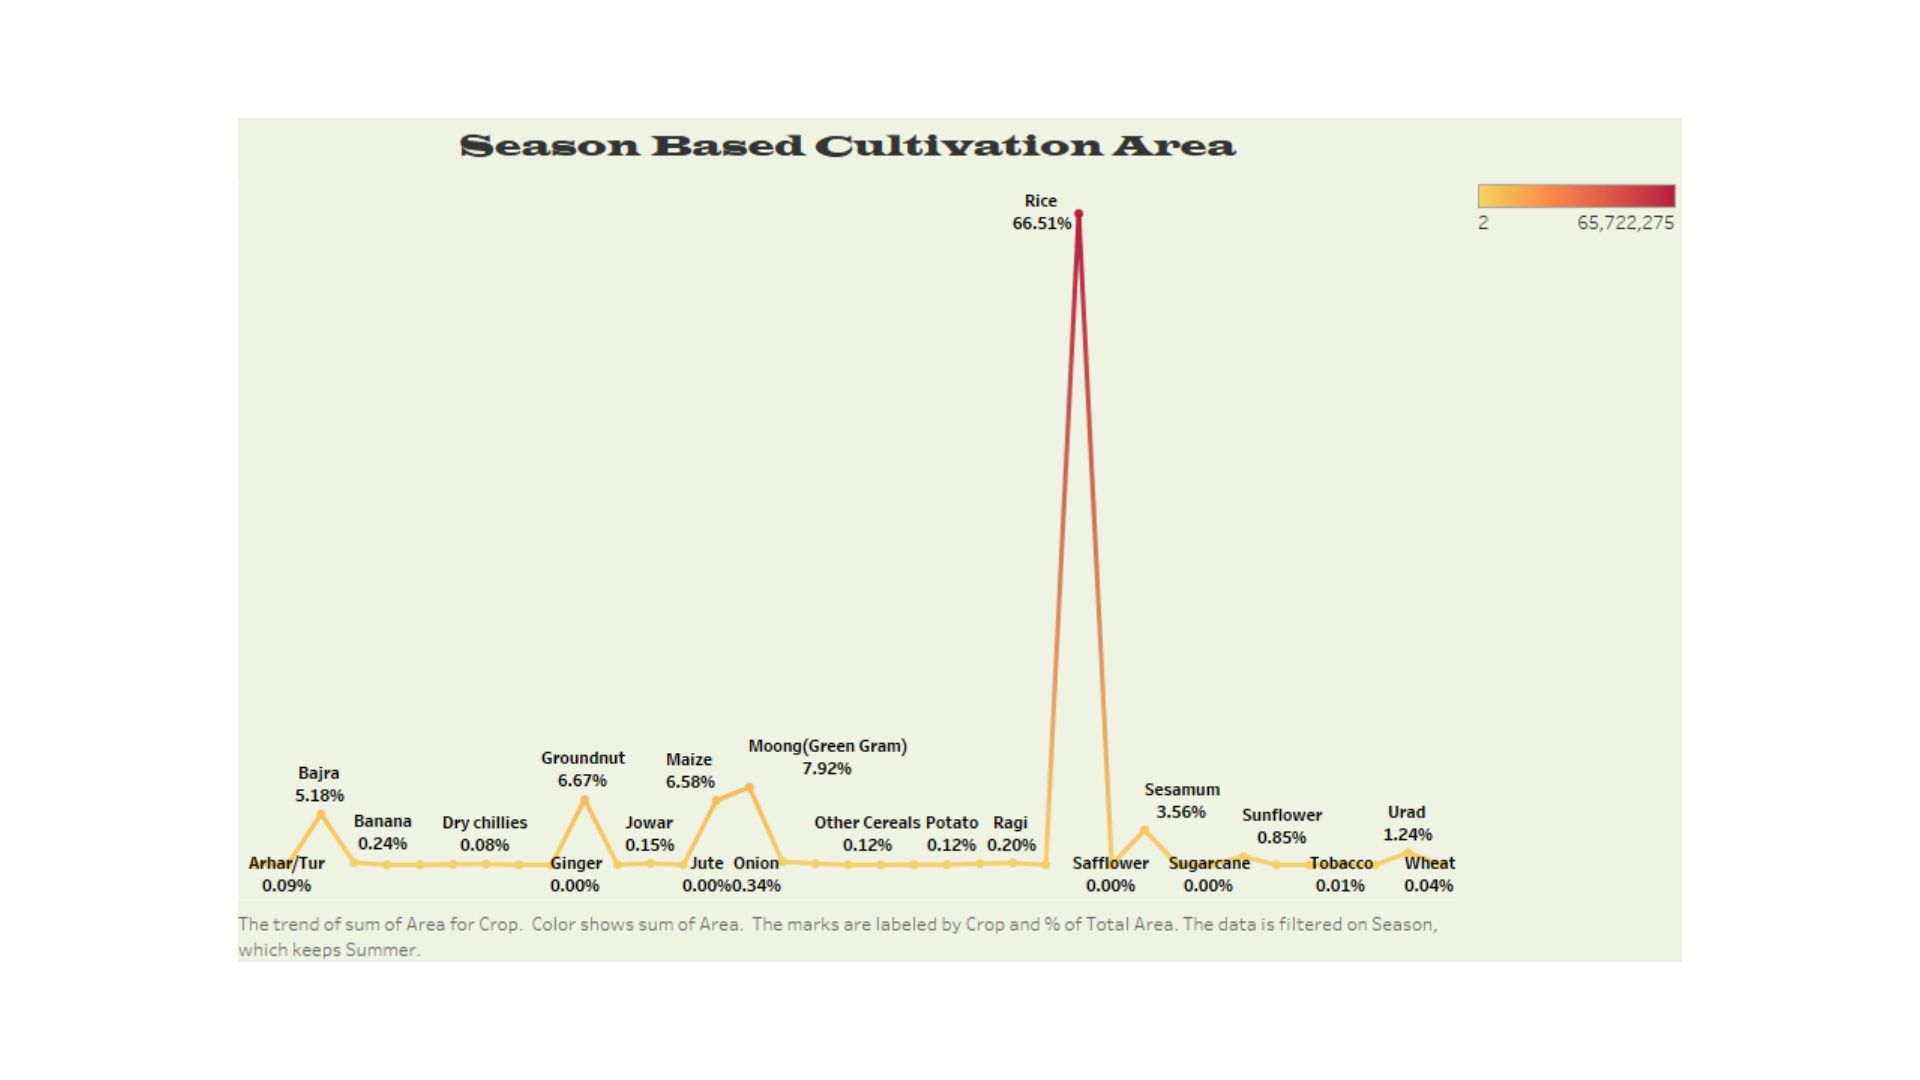 Season Based Cultivation Area
Rice
66.51%
2 65,722,275
Moong(Green Gram)
7.92%
Groundnut
6.67%
Maize
6.58%
Bajra
5.18%
Sesamum
3.56%
Urad
1.24%
Sunflower
0.85%
Banana
0.24%
Dry chillies
0.08%
Jowar
0.15%
Other Cereals Potato Ragi
0.12% 0.12% 0.20%
Arhar/Tur Ginger Jute Onion Safflower Sugarcane Tobacco Wheat
0.09% 0.00% 0.00%0.34% 0.00% 0.00% 0.01% 0.04%
The trend of sum of Area for Crop.  Color shows sum of Area.  The marks are labeled by Crop and % of Total Area. The data is filtered on Season,
which keeps Summer.